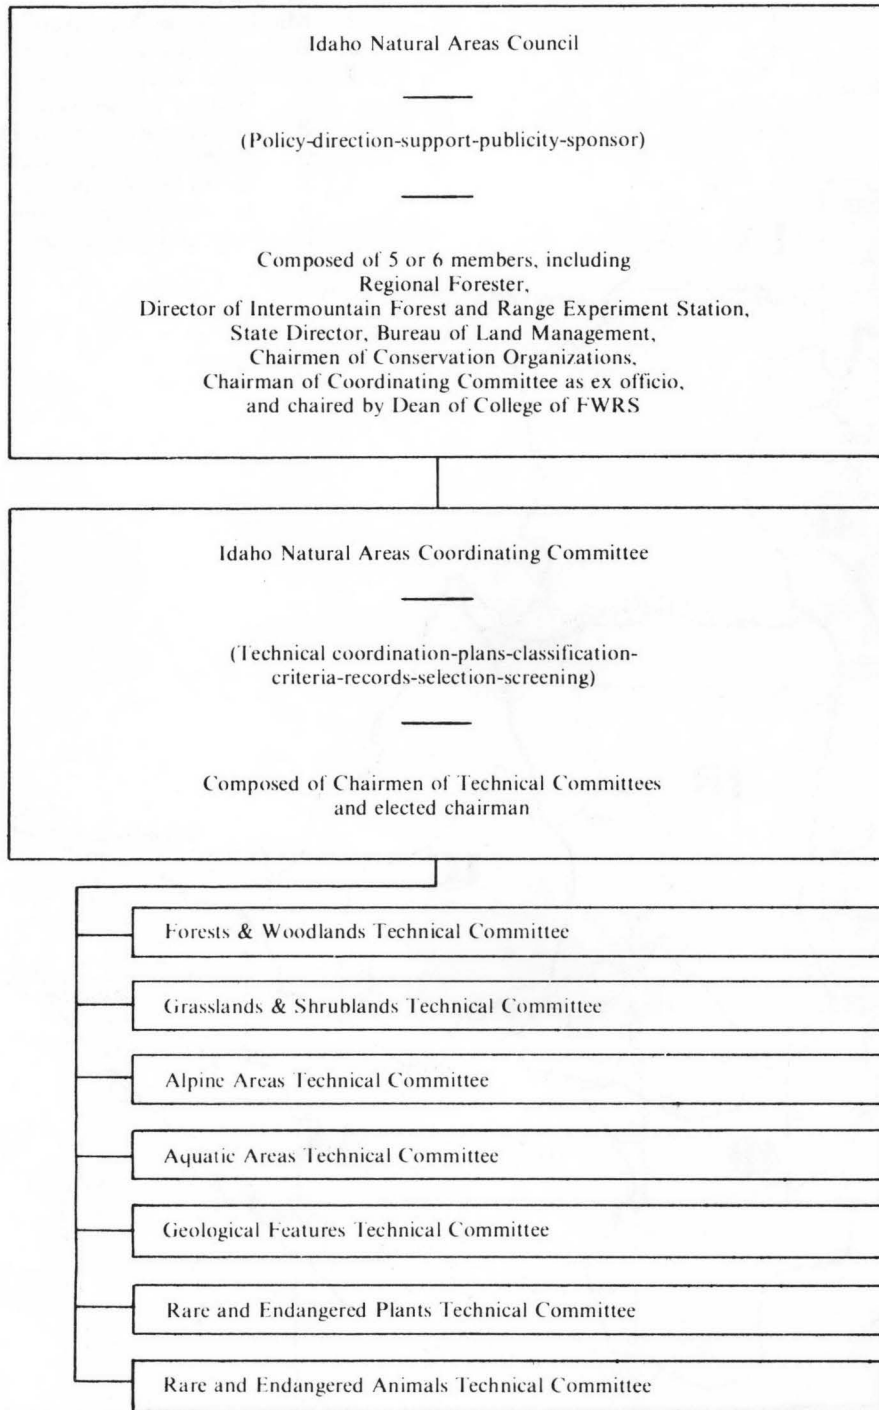 Idaho Natural Areas Council
(Policy-direction-support-publicity-sponsor)
Composed of 5 or 6 members, including
Regional Forester,
Director of Intermountain Forest and Range Experiment Station,
State Director, Bureau of Land Management,
Chairmen of Conservation Organizations,
Chairman of Coordinating Committee as ex officio,
and chaired by Dean of College of FWRS
Idaho Natural Areas Coordinating Committee
(Technical coordination-plans-classification-
criteria-records-selection-screening)
Composed of Chairmen of Technical Committees
and elected chairman
Forests & Woodlands Technical Committee
Grasslands & Shrublands Technical Committee
Alpine Areas Technical Committee
Aquatic Areas Technical Committee
Geological Features Technical Committee
Rare and Endangered Plants Technical Committee
Rare and Endangered Animals Technical Committee